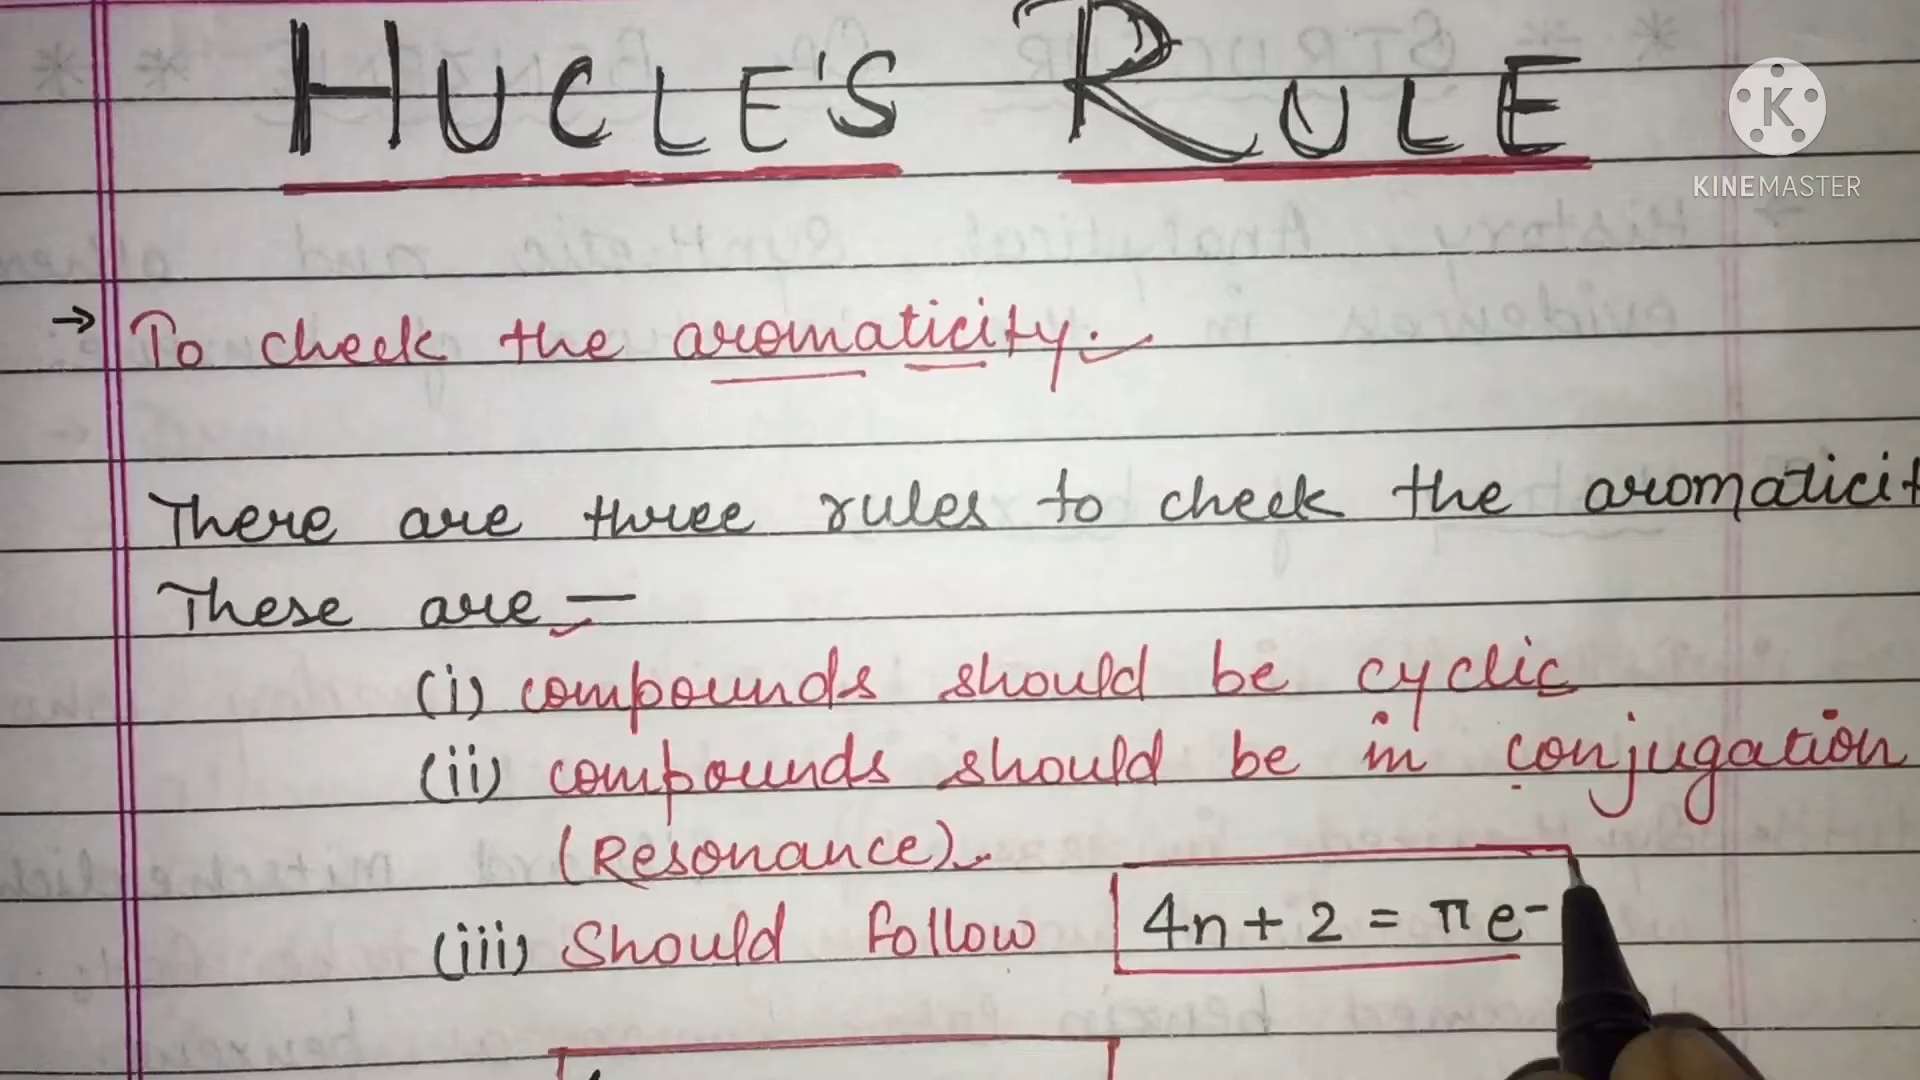 HUCLE'S RULE
KINEMASTER
→ To check the aromaticity.
There are three rules to check the aromaticit
These are —
(i) compounds should be cyclic
(ii) compounds should be in conjugation
(Resonance).
(iii) Should follow 4n + 2 = π e⁻